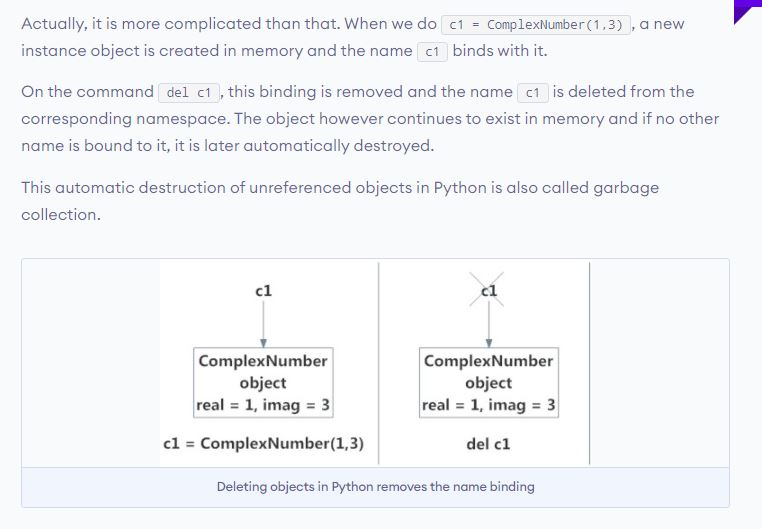 Actually, it is more complicated than that. When we do c1 = ComplexNumber(1,3) , a new
instance object is created in memory and the name c1 binds with it.
On the command del c1 , this binding is removed and the name c1 is deleted from the
corresponding namespace. The object however continues to exist in memory and if no other
name is bound to it, it is later automatically destroyed.
This automatic destruction of unreferenced objects in Python is also called garbage
collection.
c1
ComplexNumber
object
real = 1, imag = 3
c1 = ComplexNumber(1,3)
c1
ComplexNumber
object
real = 1, imag = 3
del c1
Deleting objects in Python removes the name binding